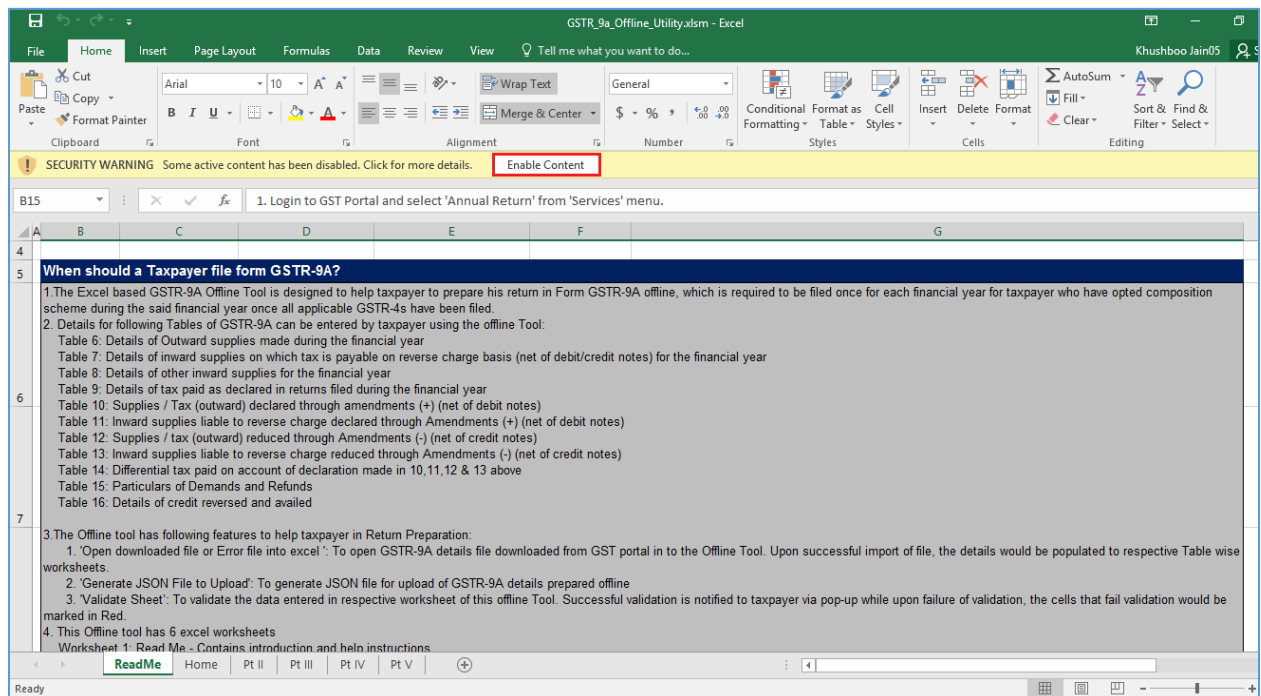 GSTR_9a_Offline_Utility.xlsm - Excel
File Home Insert Page Layout Formulas Data Review View Tell me what you want to do... Khushboo Jain05
Paste Cut Copy Format Painter
Arial 10 A A
B I U A
Wrap Text
Merge & Center
General
$ % , .0 .00 .00 .0
Conditional Formatting Format as Table Cell Styles
Insert Delete Format
AutoSum Fill Clear
Sort & Filter Find & Select
Clipboard Font Alignment Number Styles Cells Editing
SECURITY WARNING Some active content has been disabled. Click for more details. Enable Content
B15 fx 1. Login to GST Portal and select 'Annual Return' from 'Services' menu.
A B C D E F G
4
5 When should a Taxpayer file form GSTR-9A?
1.The Excel based GSTR-9A Offline Tool is designed to help taxpayer to prepare his return in Form GSTR-9A offline, which is required to be filed once for each financial year for taxpayer who have opted composition
scheme during the said financial year once all applicable GSTR-4s have been filed.
2. Details for following Tables of GSTR-9A can be entered by taxpayer using the offline Tool:
Table 6: Details of Outward supplies made during the financial year
Table 7: Details of inward supplies on which tax is payable on reverse charge basis (net of debit/credit notes) for the financial year
Table 8: Details of other inward supplies for the financial year
Table 9: Details of tax paid as declared in returns filed during the financial year
6
Table 10: Supplies / Tax (outward) declared through amendments (+) (net of debit notes)
Table 11: Inward supplies liable to reverse charge declared through Amendments (+) (net of debit notes)
Table 12: Supplies / tax (outward) reduced through Amendments (-) (net of credit notes)
Table 13: Inward supplies liable to reverse charge reduced through Amendments (-) (net of credit notes)
Table 14: Differential tax paid on account of declaration made in 10,11,12 & 13 above
Table 15: Particulars of Demands and Refunds
Table 16: Details of credit reversed and availed
7
3.The Offline tool has following features to help taxpayer in Return Preparation:
1. 'Open downloaded file or Error file into excel ': To open GSTR-9A details file downloaded from GST portal in to the Offline Tool. Upon successful import of file, the details would be populated to respective Table wise
worksheets.
2. 'Generate JSON File to Upload': To generate JSON file for upload of GSTR-9A details prepared offline
3. 'Validate Sheet': To validate the data entered in respective worksheet of this offline Tool. Successful validation is notified to taxpayer via pop-up while upon failure of validation, the cells that fail validation would be
marked in Red.
4. This Offline tool has 6 excel worksheets
Worksheet 1: Read Me - Contains introduction and help instructions
ReadMe Home Pt II Pt III Pt IV Pt V
Ready